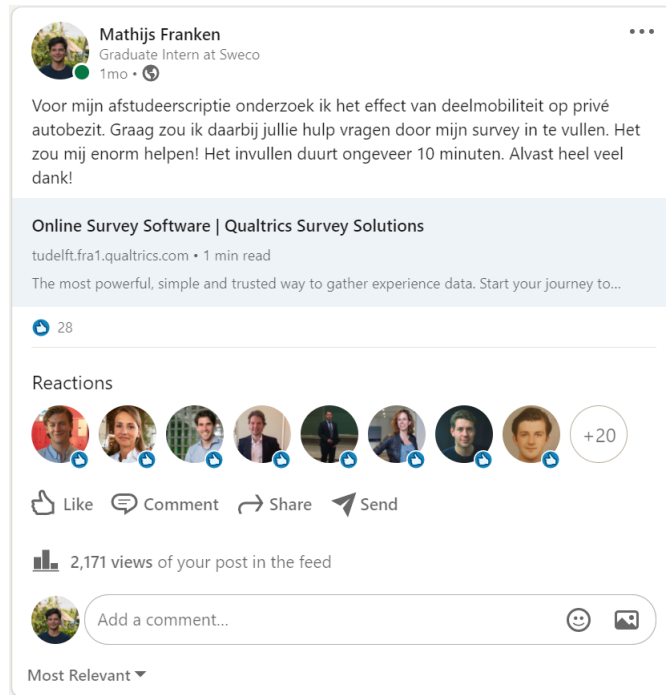 Mathijs Franken
Graduate Intern at Sweco
1mo •
Voor mijn afstudeerscriptie onderzoek ik het effect van deelmobiliteit op privé
autobezit. Graag zou ik daarbij jullie hulp vragen door mijn survey in te vullen. Het
zou mij enorm helpen! Het invullen duurt ongeveer 10 minuten. Alvast heel veel
dank!
Online Survey Software | Qualtrics Survey Solutions
tudelft.fra1.qualtrics.com • 1 min read
The most powerful, simple and trusted way to gather experience data. Start your journey to...
28
Reactions
+20
Like Comment Share Send
2,171 views of your post in the feed
Add a comment...
Most Relevant